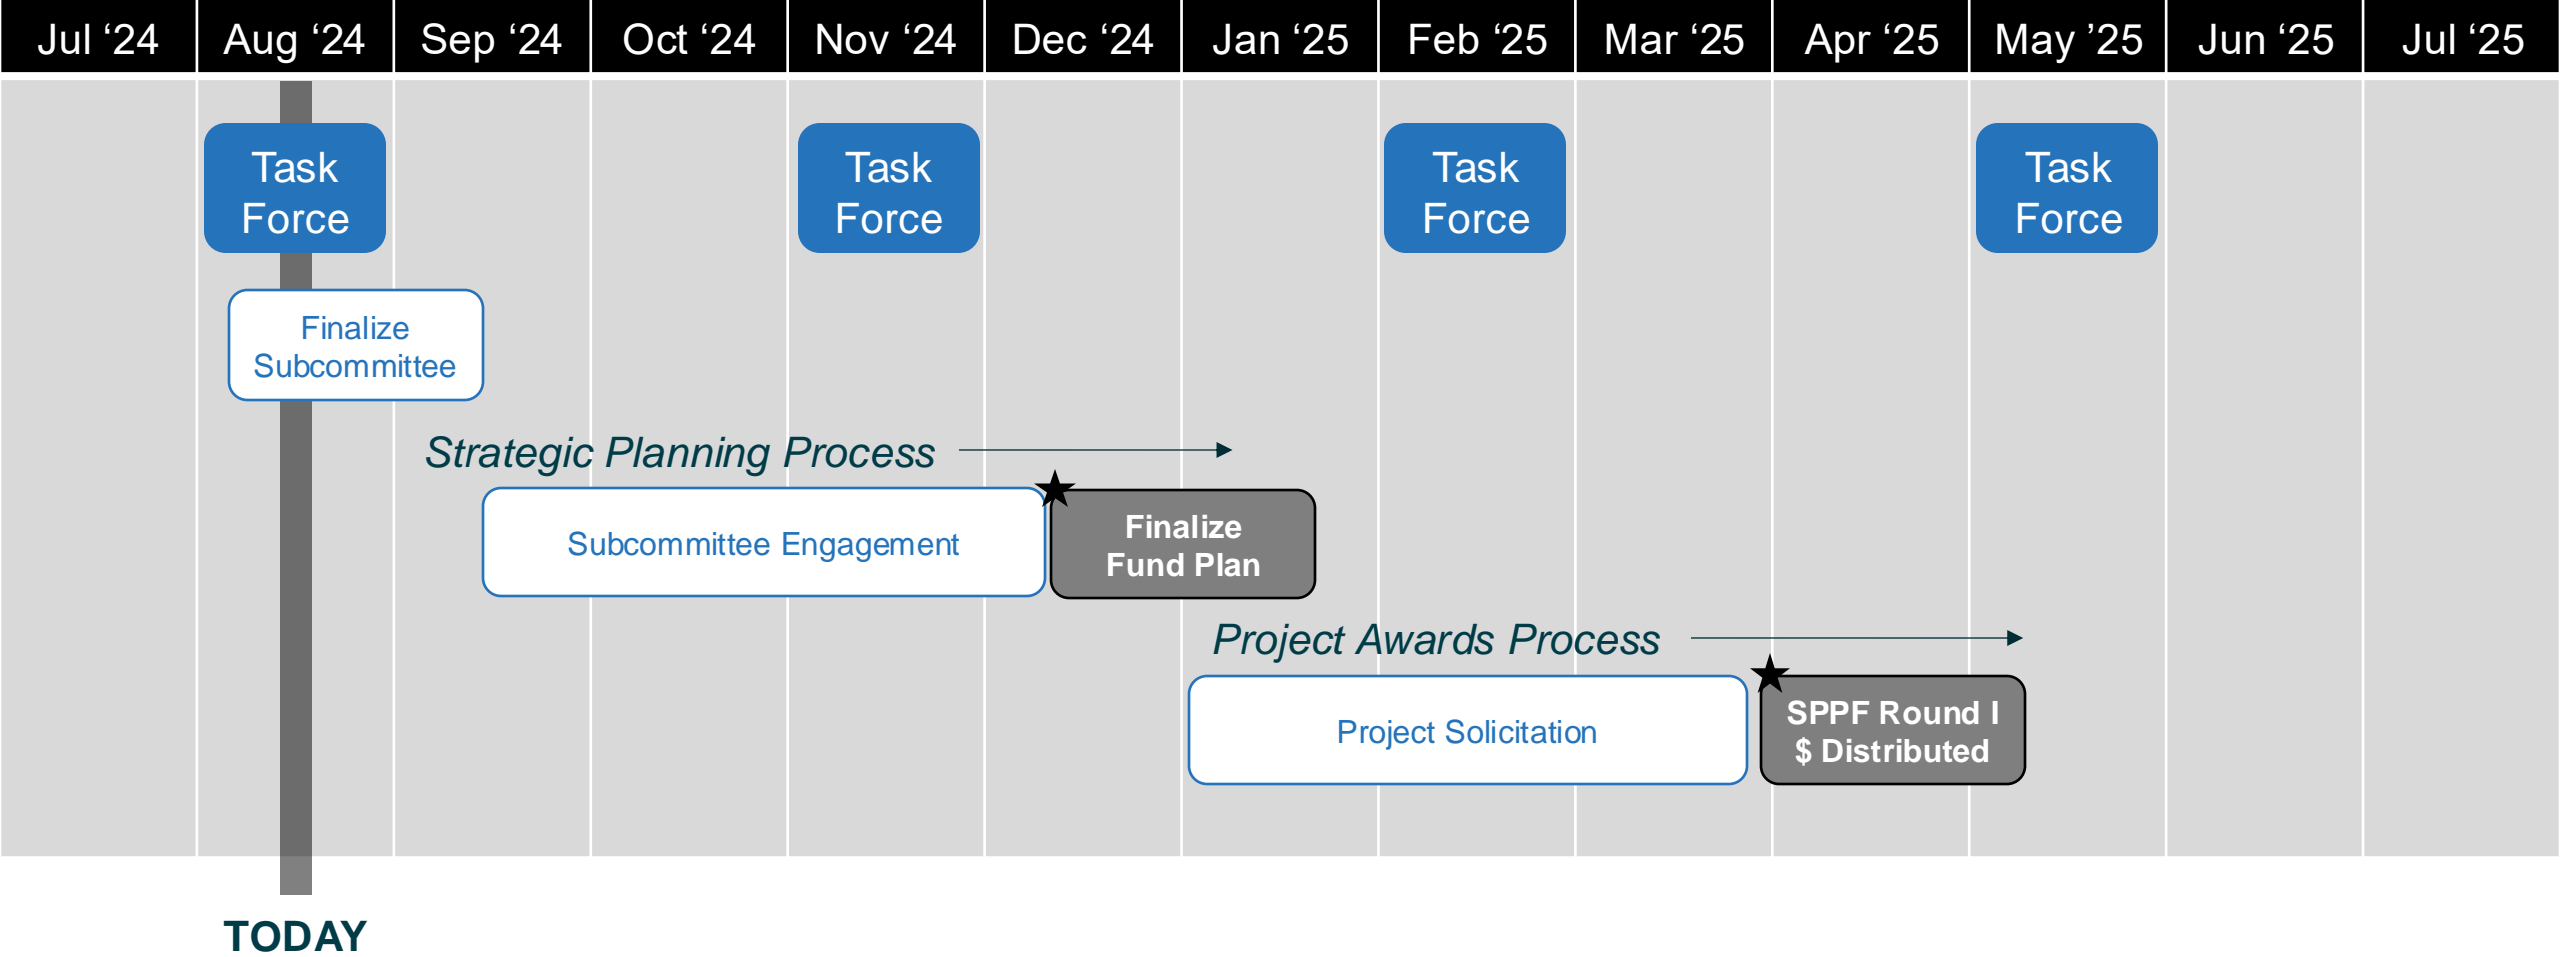 Jul ‘24
Aug ‘24
Sep ‘24
Oct ‘24
Nov ‘24
Dec ‘24
Jan ‘25
Feb ‘25
Mar ‘25
Apr ‘25
May ’25
Jun ‘25
Jul ‘25
Task
Force
Task
Force
Task
Force
Task
Force
Finalize
Subcommittee
Strategic Planning Process
Subcommittee Engagement
Finalize
Fund Plan
Project Awards Process
Project Solicitation
SPPF Round I
$ Distributed
TODAY